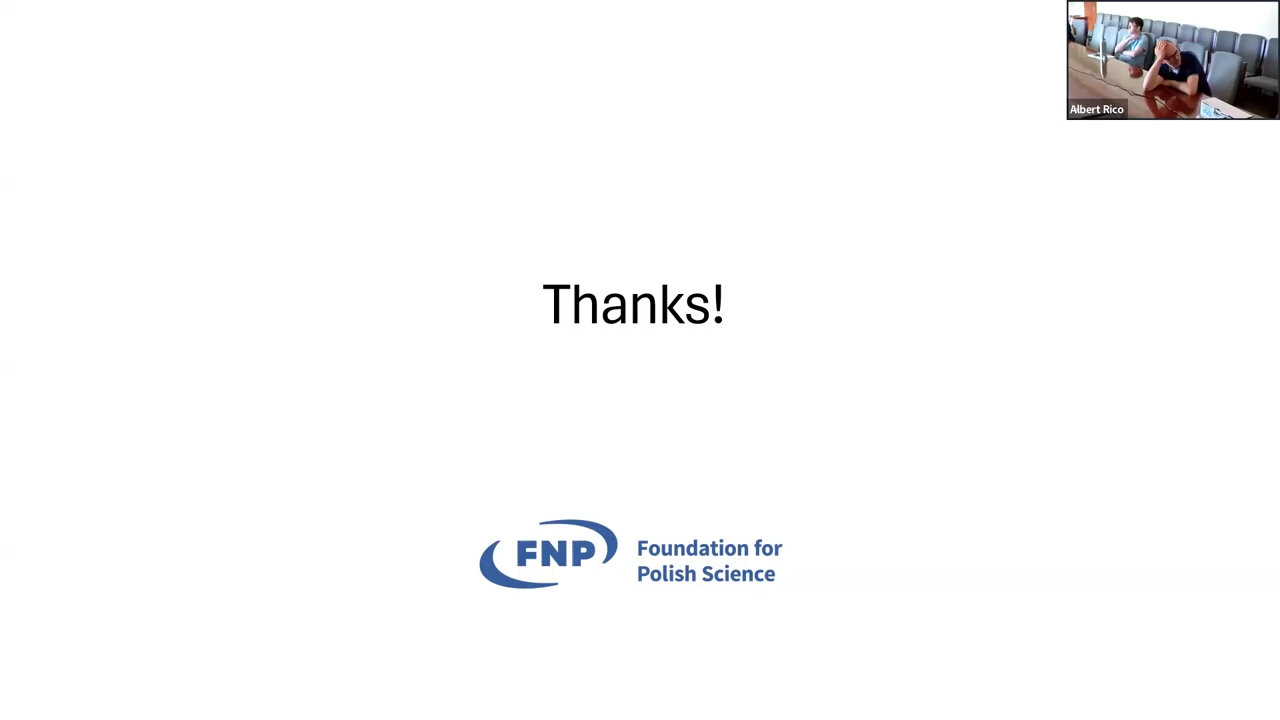 Albert Rico
Thanks!
FNP
Foundation for
Polish Science